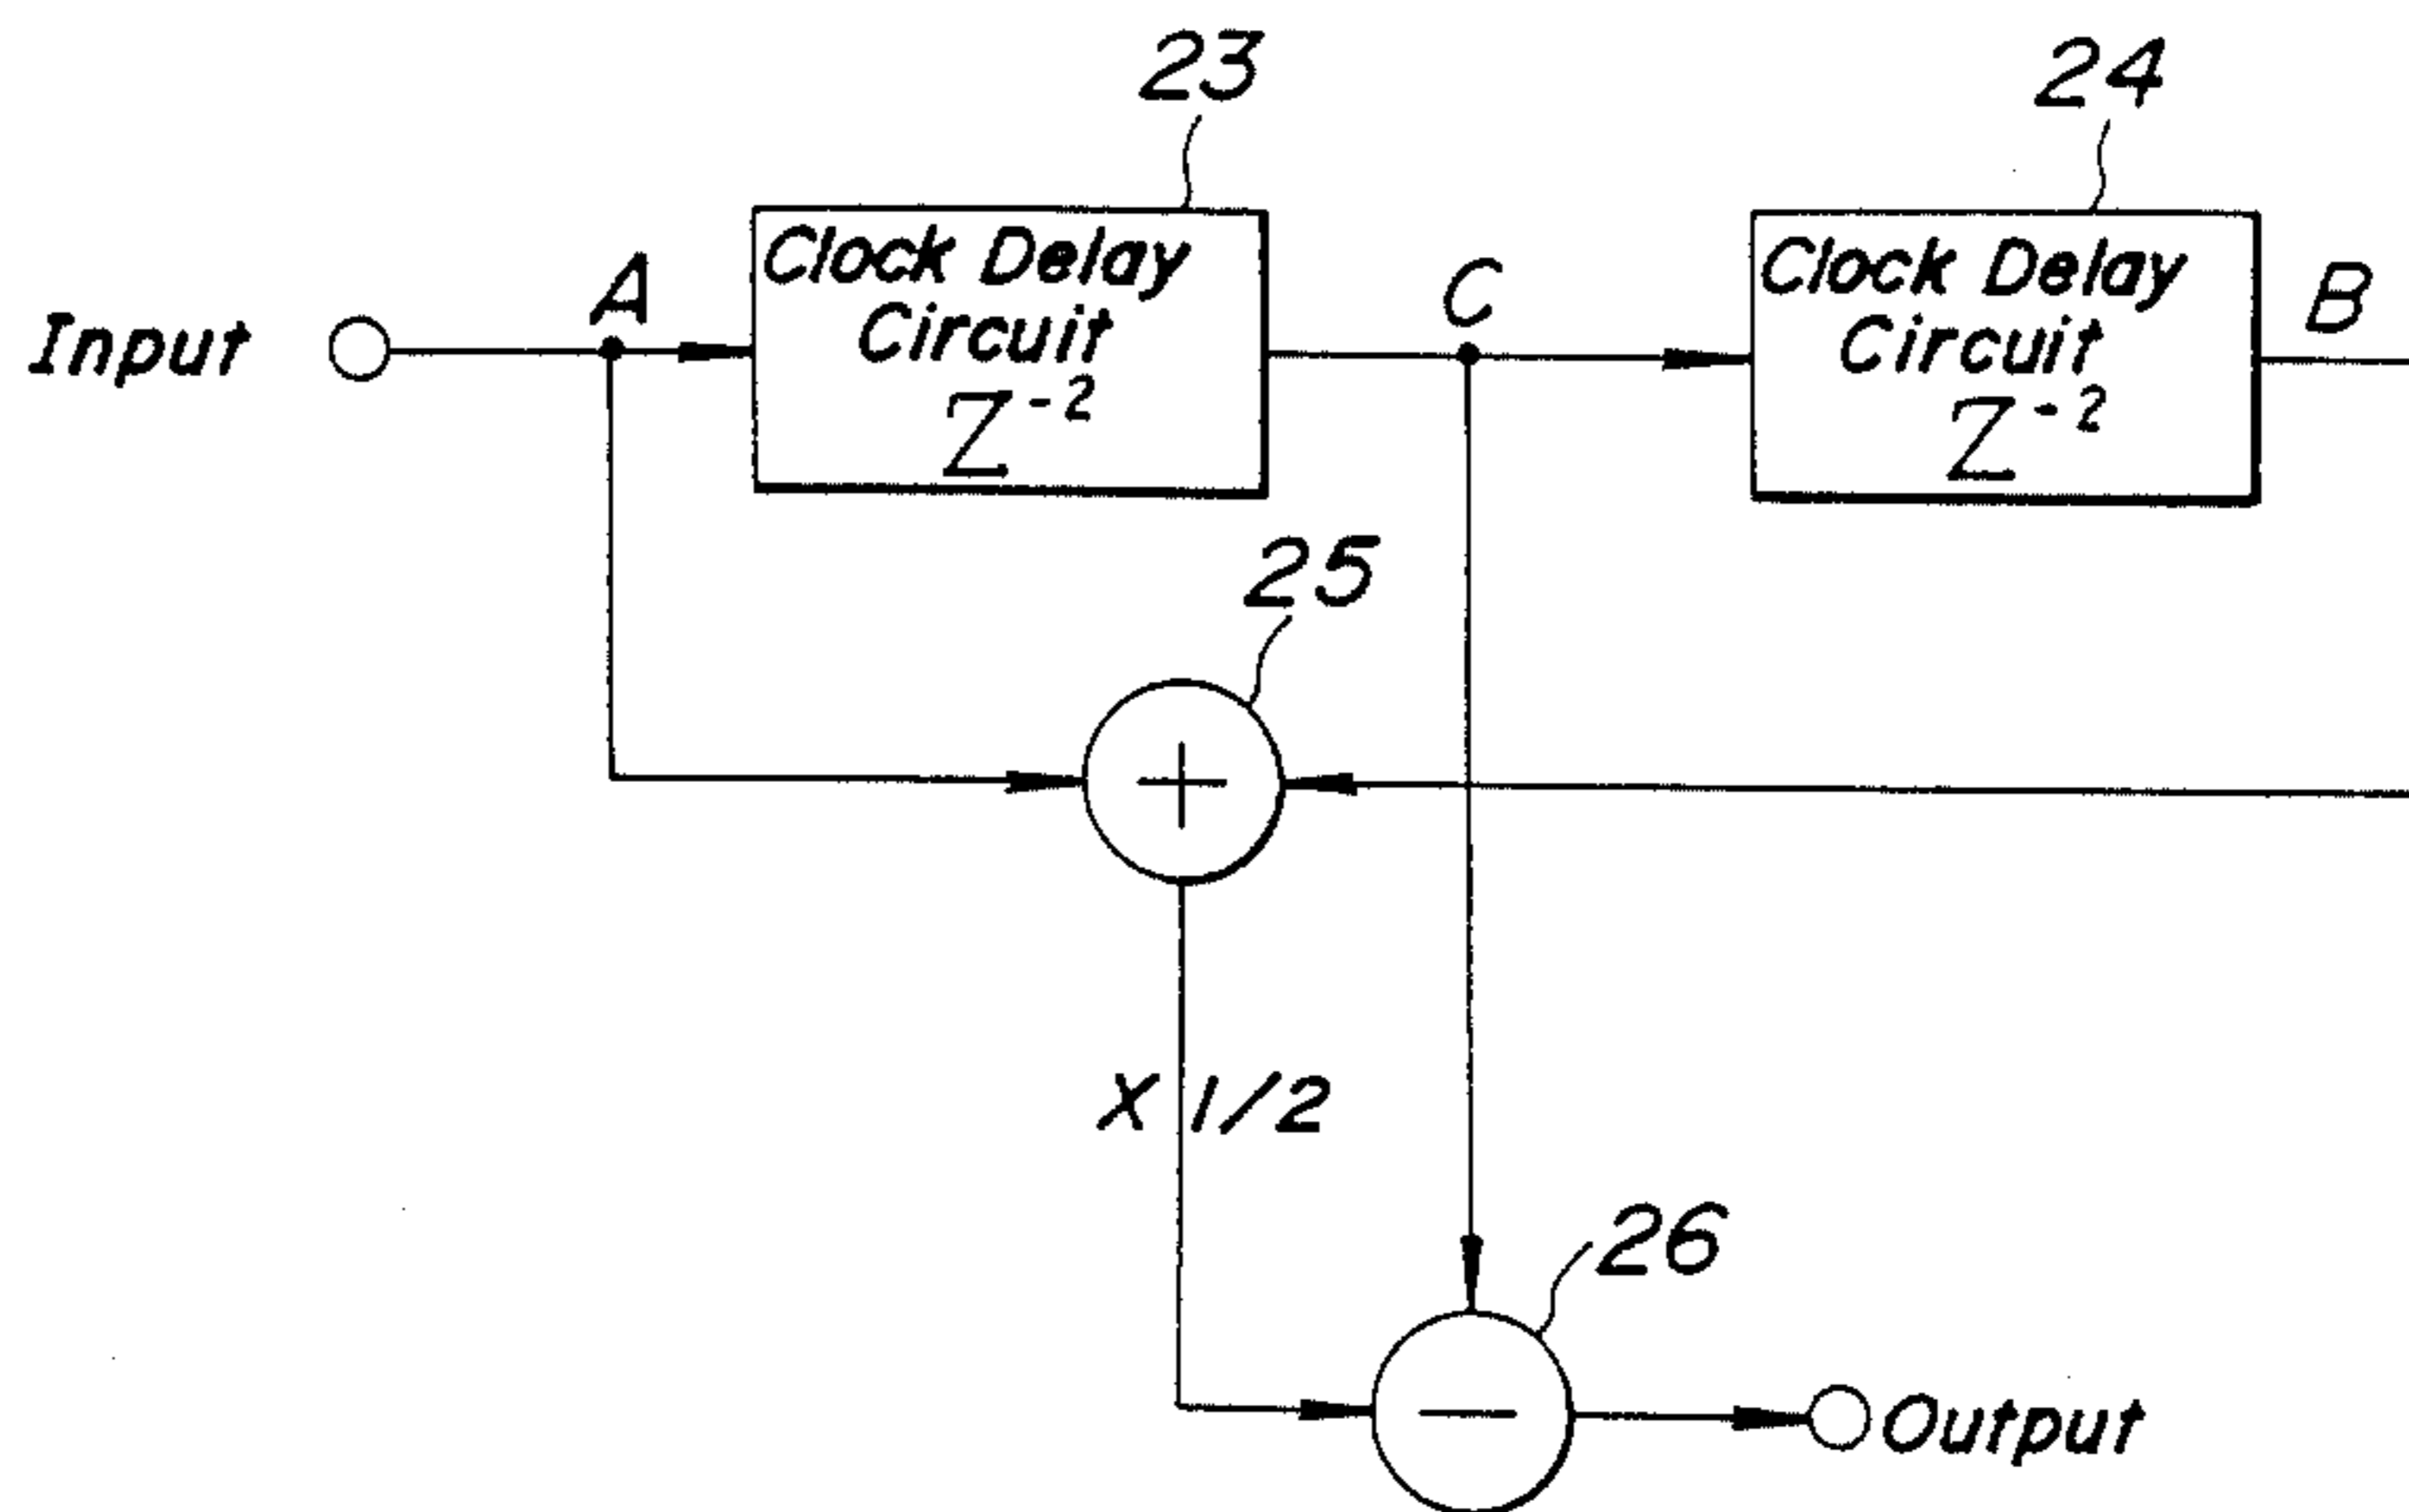 23
24
Input
A
Clock Delay
Circuit
Z⁻²
C
Clock Delay
Circuit
Z⁻²
B
25
+
X 1/2
26
−
Output